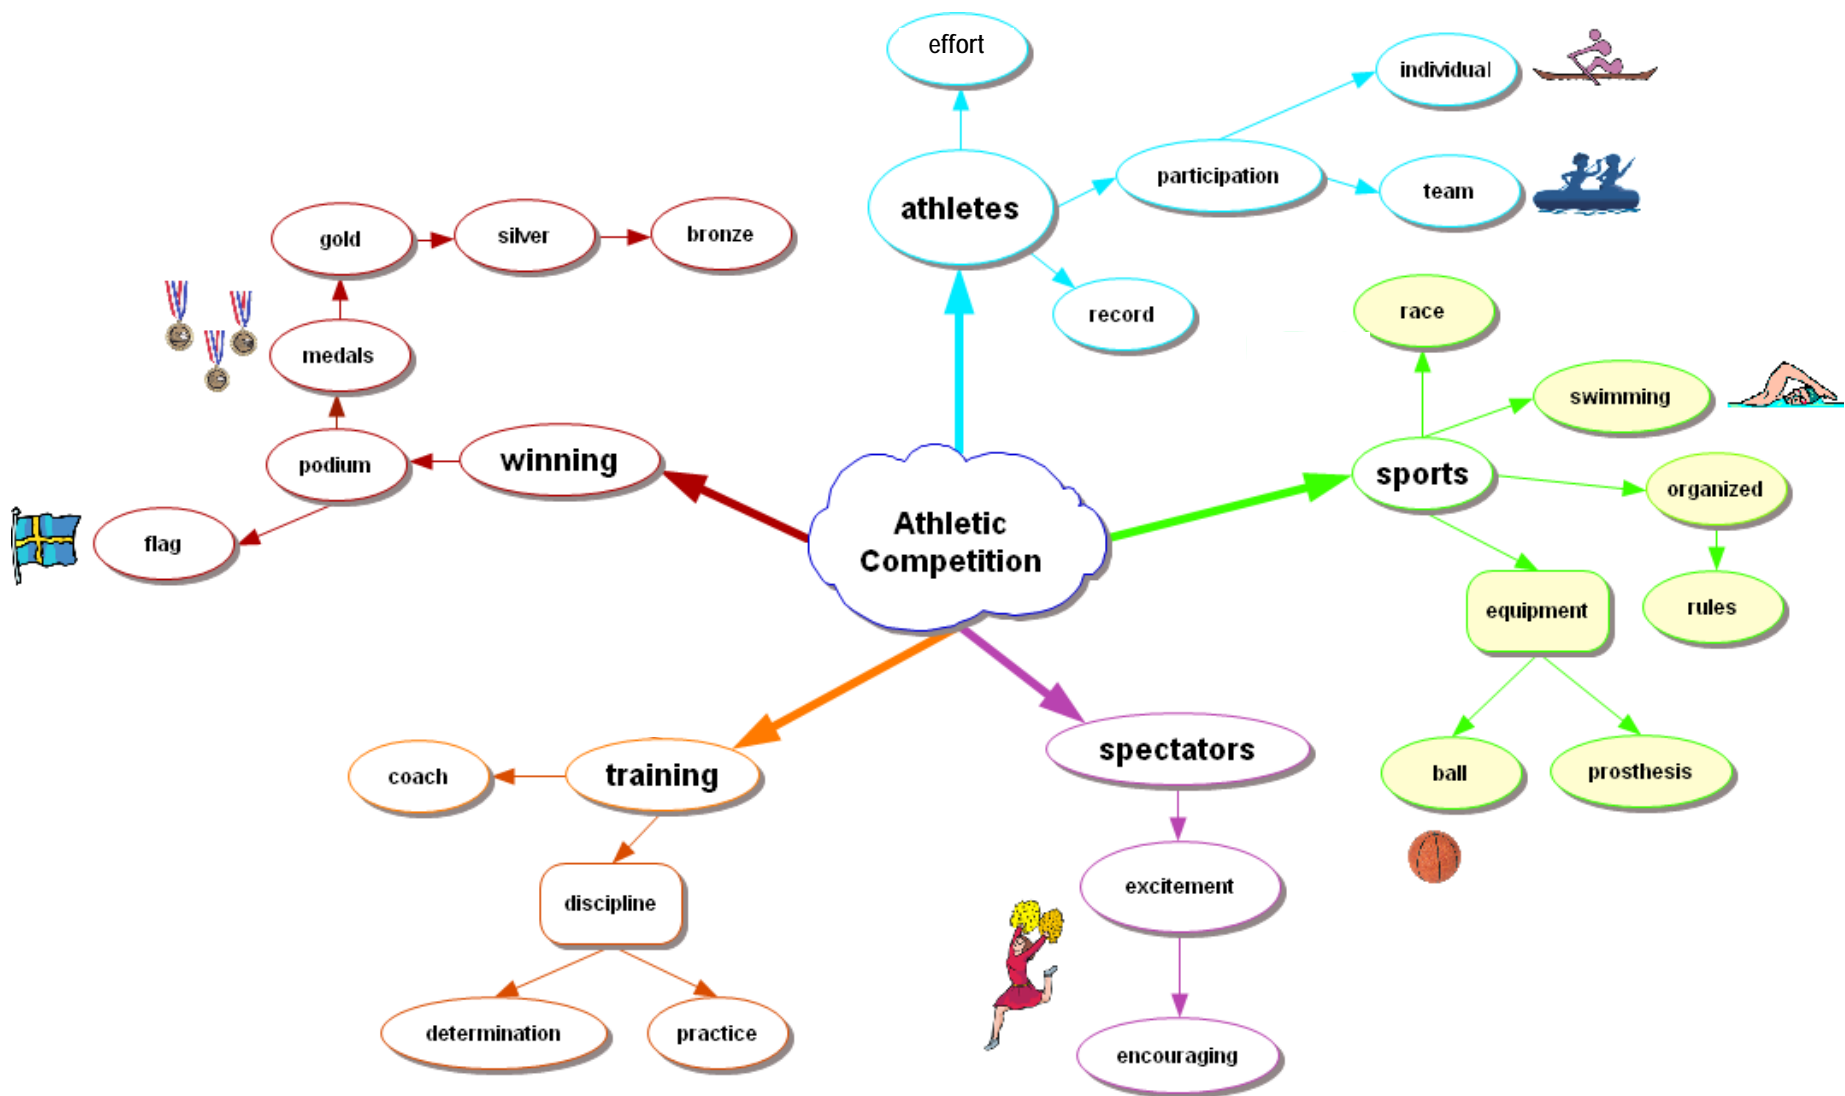 effort
individual
participation
team
athletes
record
gold
silver
bronze
medals
podium
winning
flag
race
swimming
sports
organized
equipment
rules
ball
prosthesis
Athletic
Competition
training
coach
discipline
determination
practice
spectators
excitement
encouraging